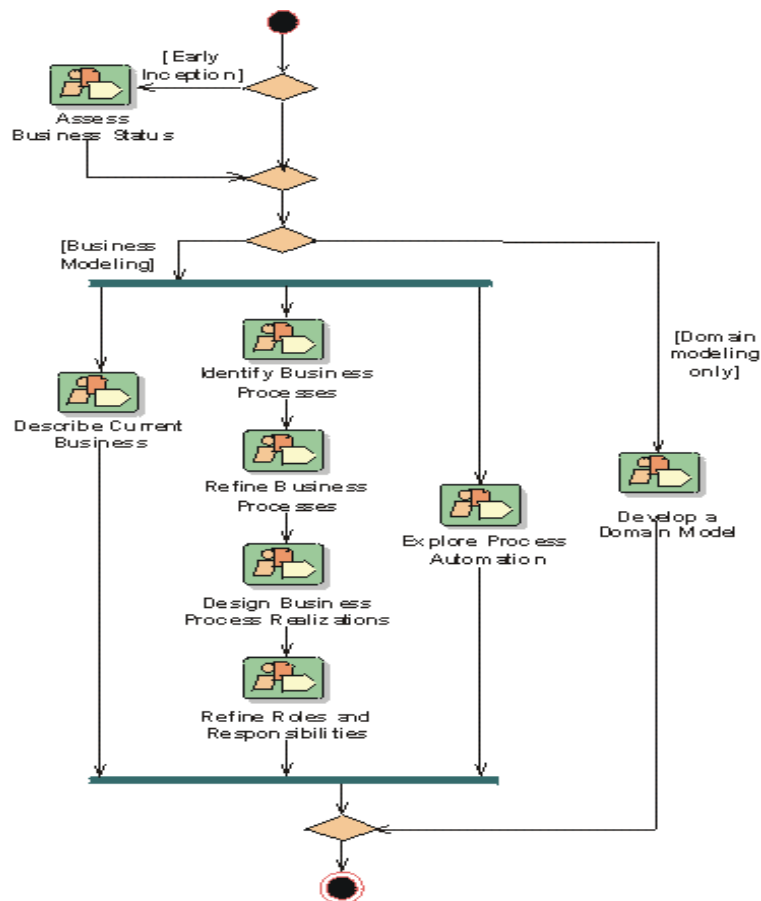 [Early
Inception]
Assess
Business Status
[Business
Modeling]
[Domain
modeling
only]
Identify Business
Processes
Describe Current
Business
Refine Business
Processes
Develop a
Domain Model
Explore Process
Automation
Design Business
Process Realizations
Refine Roles and
Responsibilities